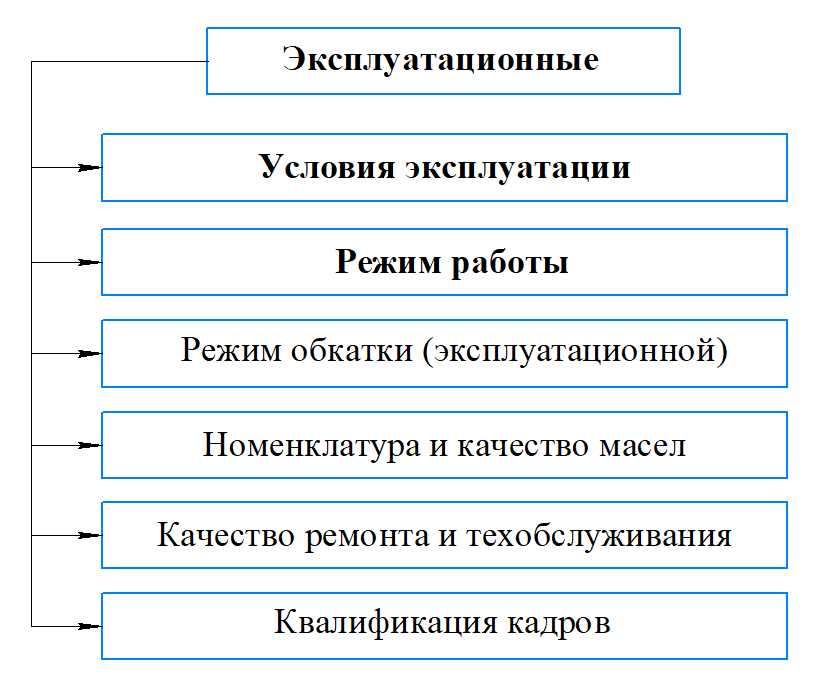 Эксплуатационные
Условия эксплуатации
Режим работы
Режим обкатки (эксплуатационной)
Номенклатура и качество масел
Качество ремонта и техобслуживания
Квалификация кадров